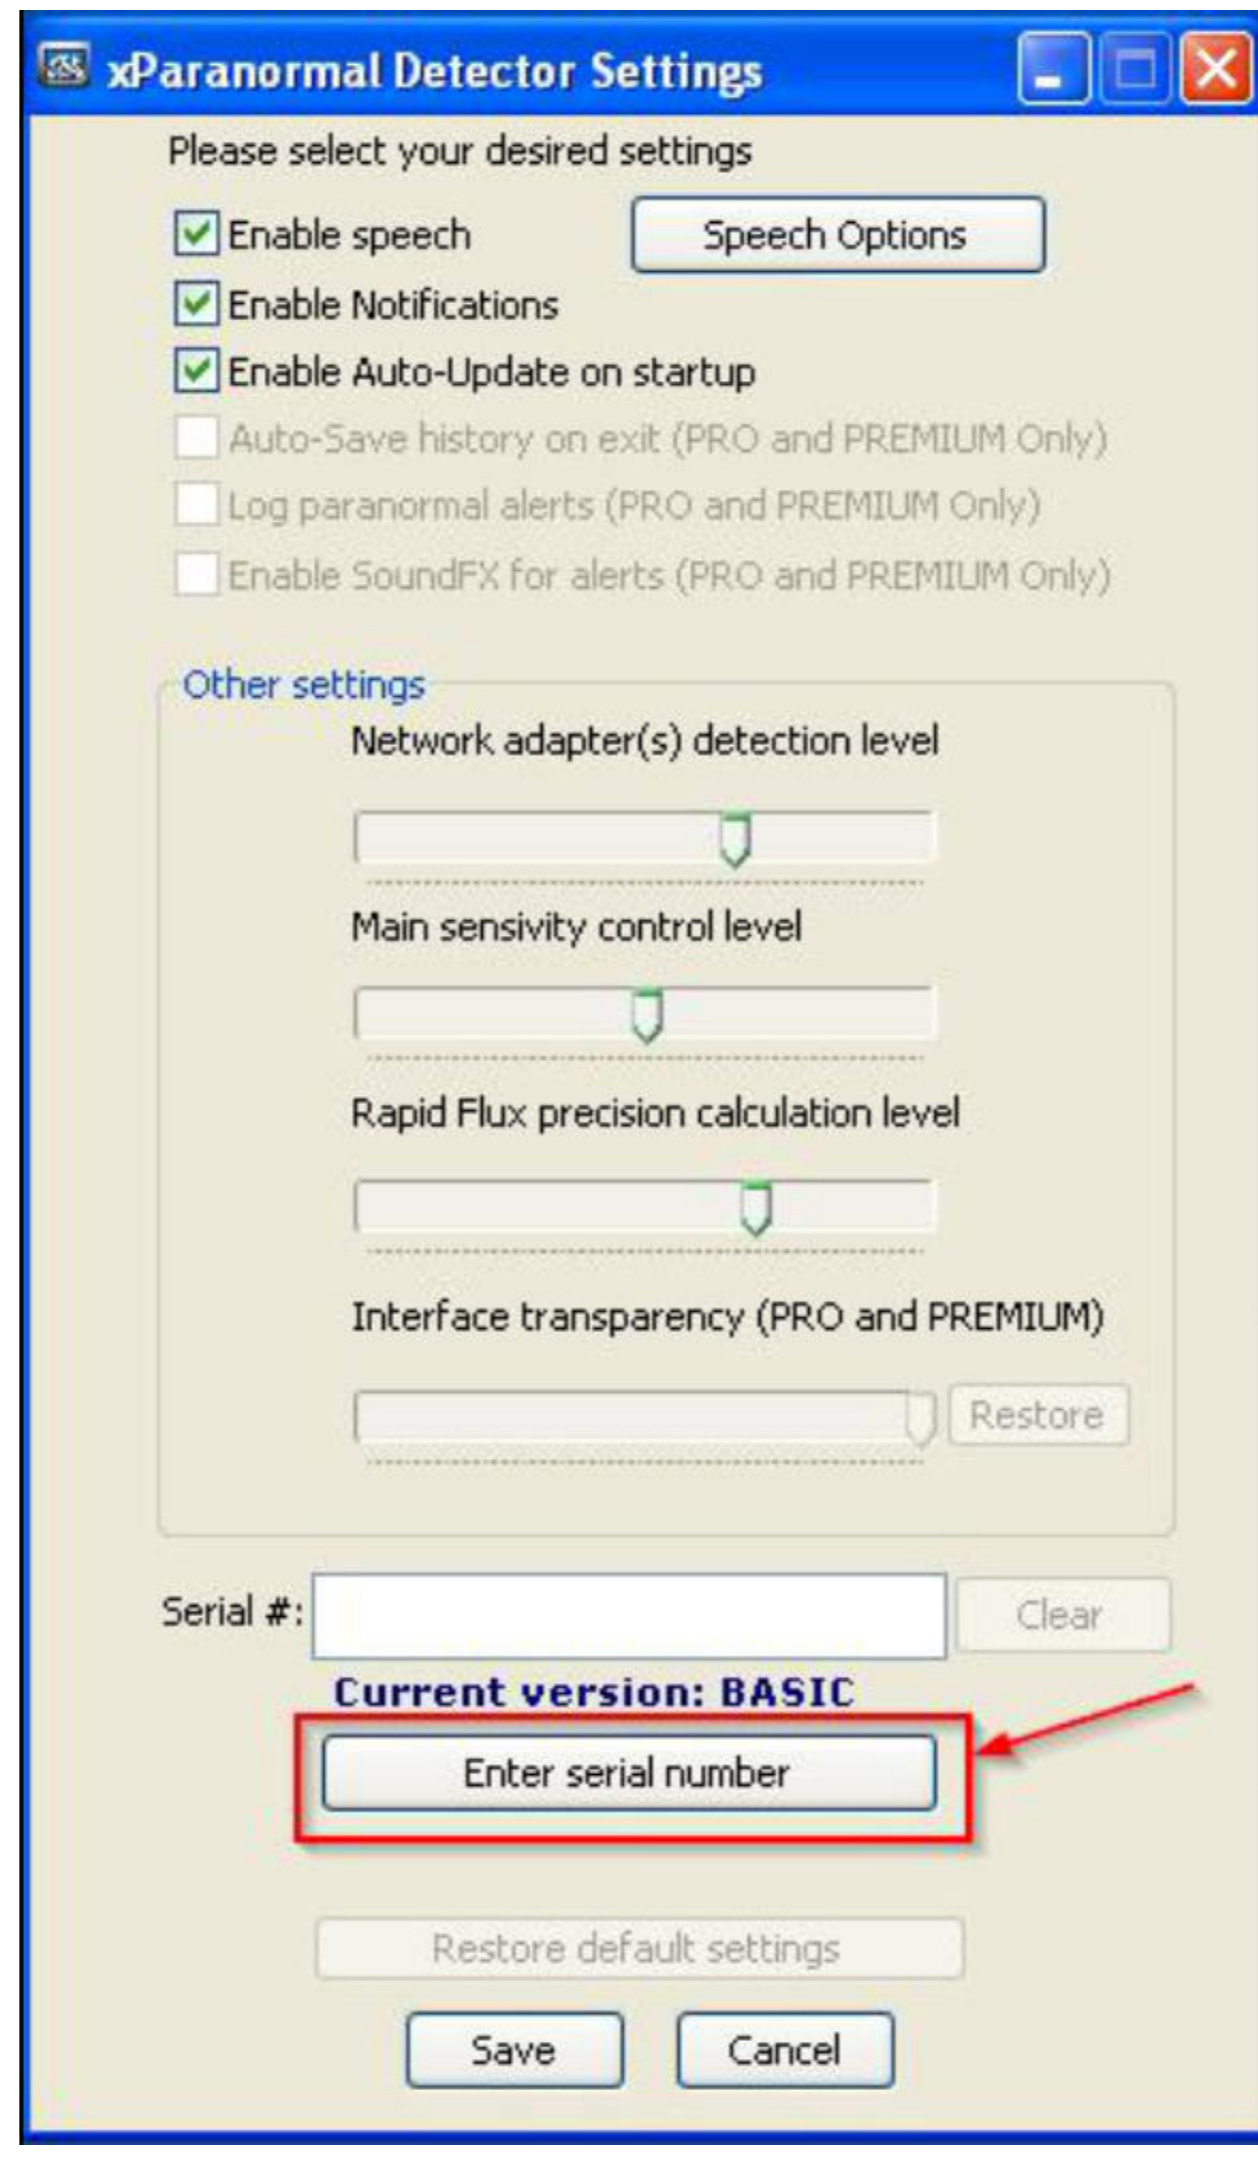 xParanormal Detector Settings
Please select your desired settings
Enable speech
Speech Options
Enable Notifications
Enable Auto-Update on startup
Auto-Save history on exit (PRO and PREMIUM Only)
Log paranormal alerts (PRO and PREMIUM Only)
Enable SoundFX for alerts (PRO and PREMIUM Only)
Other settings
Network adapter(s) detection level
Main sensivity control level
Rapid Flux precision calculation level
Interface transparency (PRO and PREMIUM)
Restore
Serial #:
Clear
Current version: BASIC
Enter serial number
Restore default settings
Save
Cancel